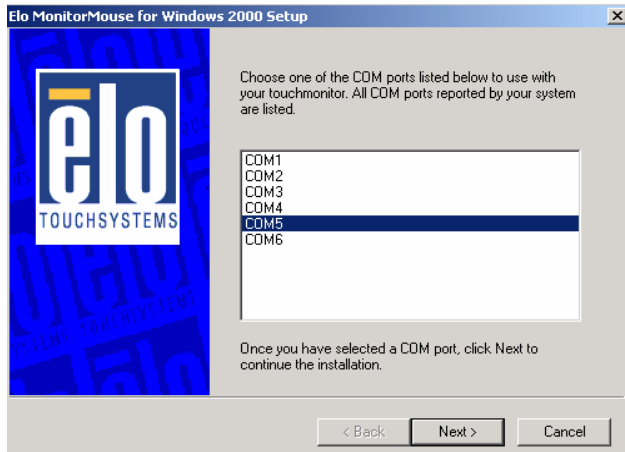 Elo MonitorMouse for Windows 2000 Setup
elo
TOUCHSYSTEMS
Choose one of the COM ports listed below to use with
your touchmonitor. All COM ports reported by your system
are listed.
COM1
COM2
COM3
COM4
COM5
COM6
Once you have selected a COM port, click Next to
continue the installation.
< Back
Next >
Cancel